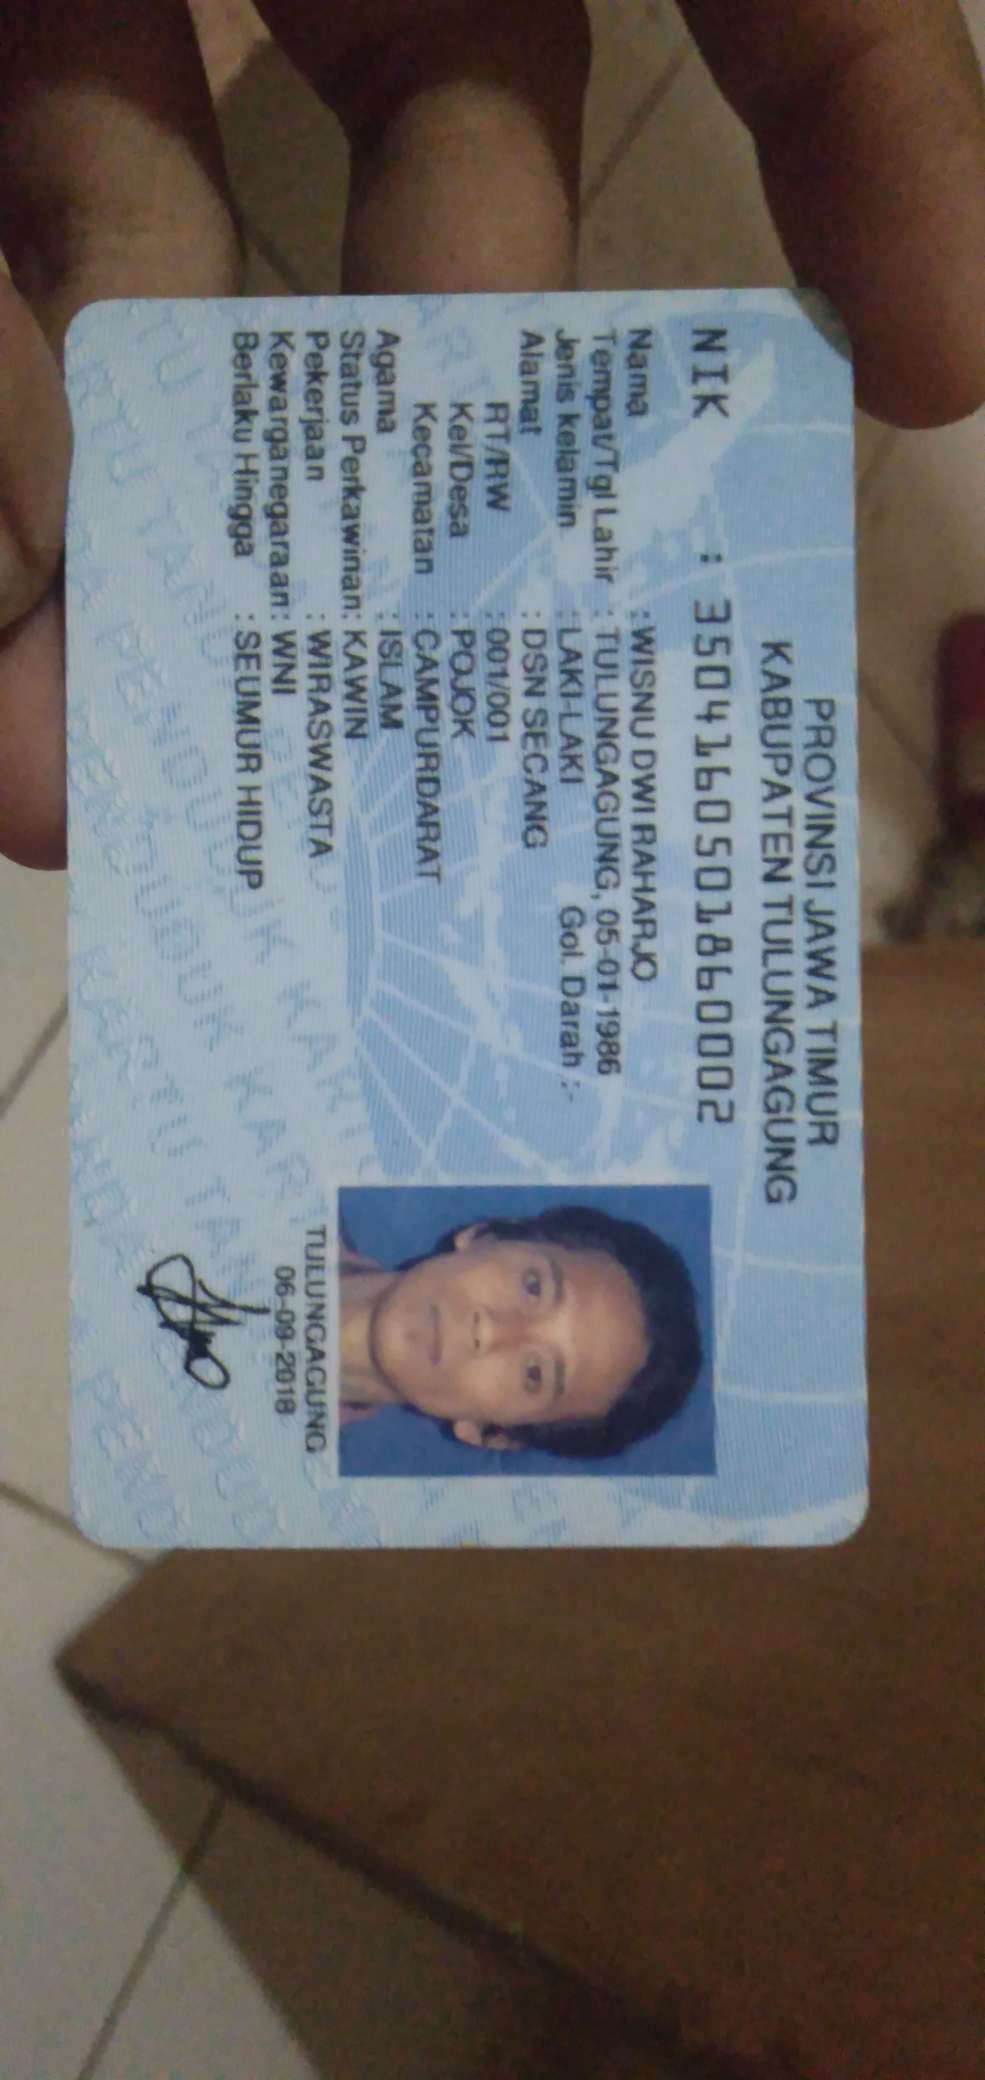 PROVINSI JAWA TIMUR
KABUPATEN TULUNGAGUNG
NIK : 3504160501860002
Nama : WISNU DWI RAHARJO
Tempat/Tgl Lahir : TULUNGAGUNG, 05-01-1986
Jenis kelamin : LAKI-LAKI Gol. Darah : -
Alamat : DSN SECANG
RT/RW : 001/001
Kel/Desa : POJOK
Kecamatan : CAMPURDARAT
Agama : ISLAM
Status Perkawinan: KAWIN
Pekerjaan : WIRASWASTA
Kewarganegaraan: WNI
Berlaku Hingga : SEUMUR HIDUP
TULUNGAGUNG
06-09-2018